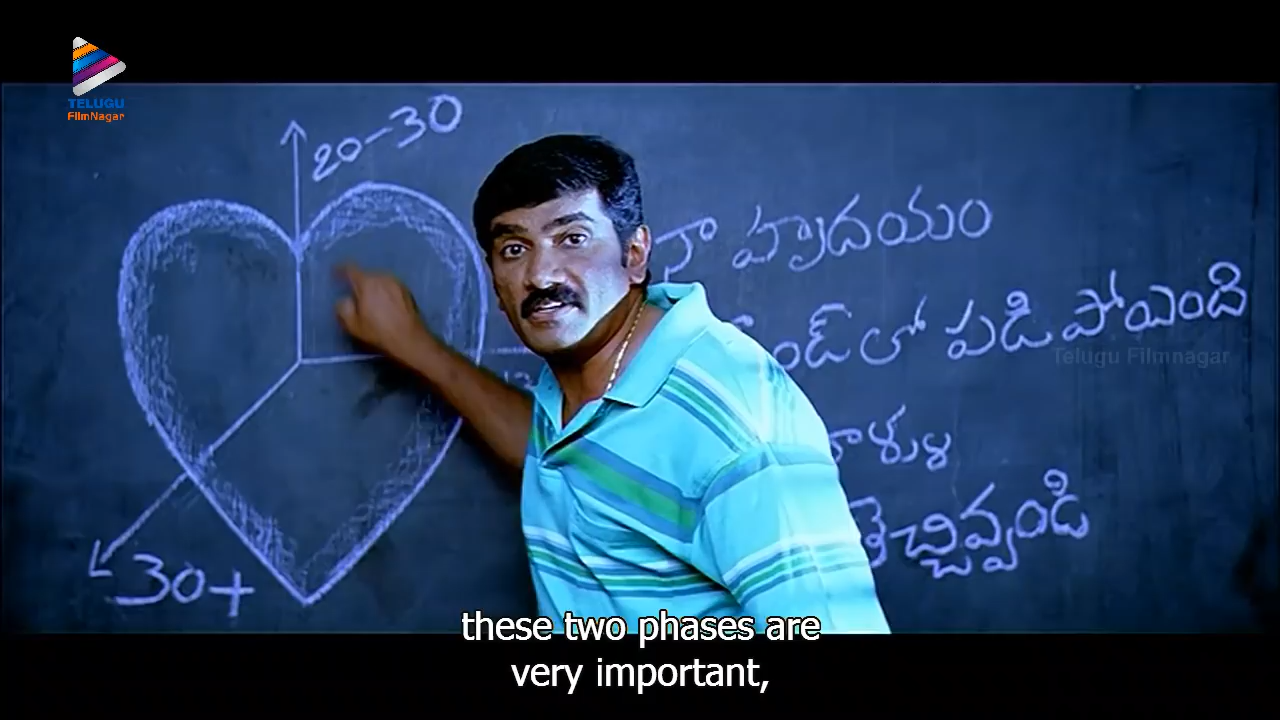 TELUGU
FilmNagar
20-30
నా హృదయం
లో పడిపోయింది
Telugu Filmnagar
తెచ్చివ్వండి
30+
these two phases are
very important,